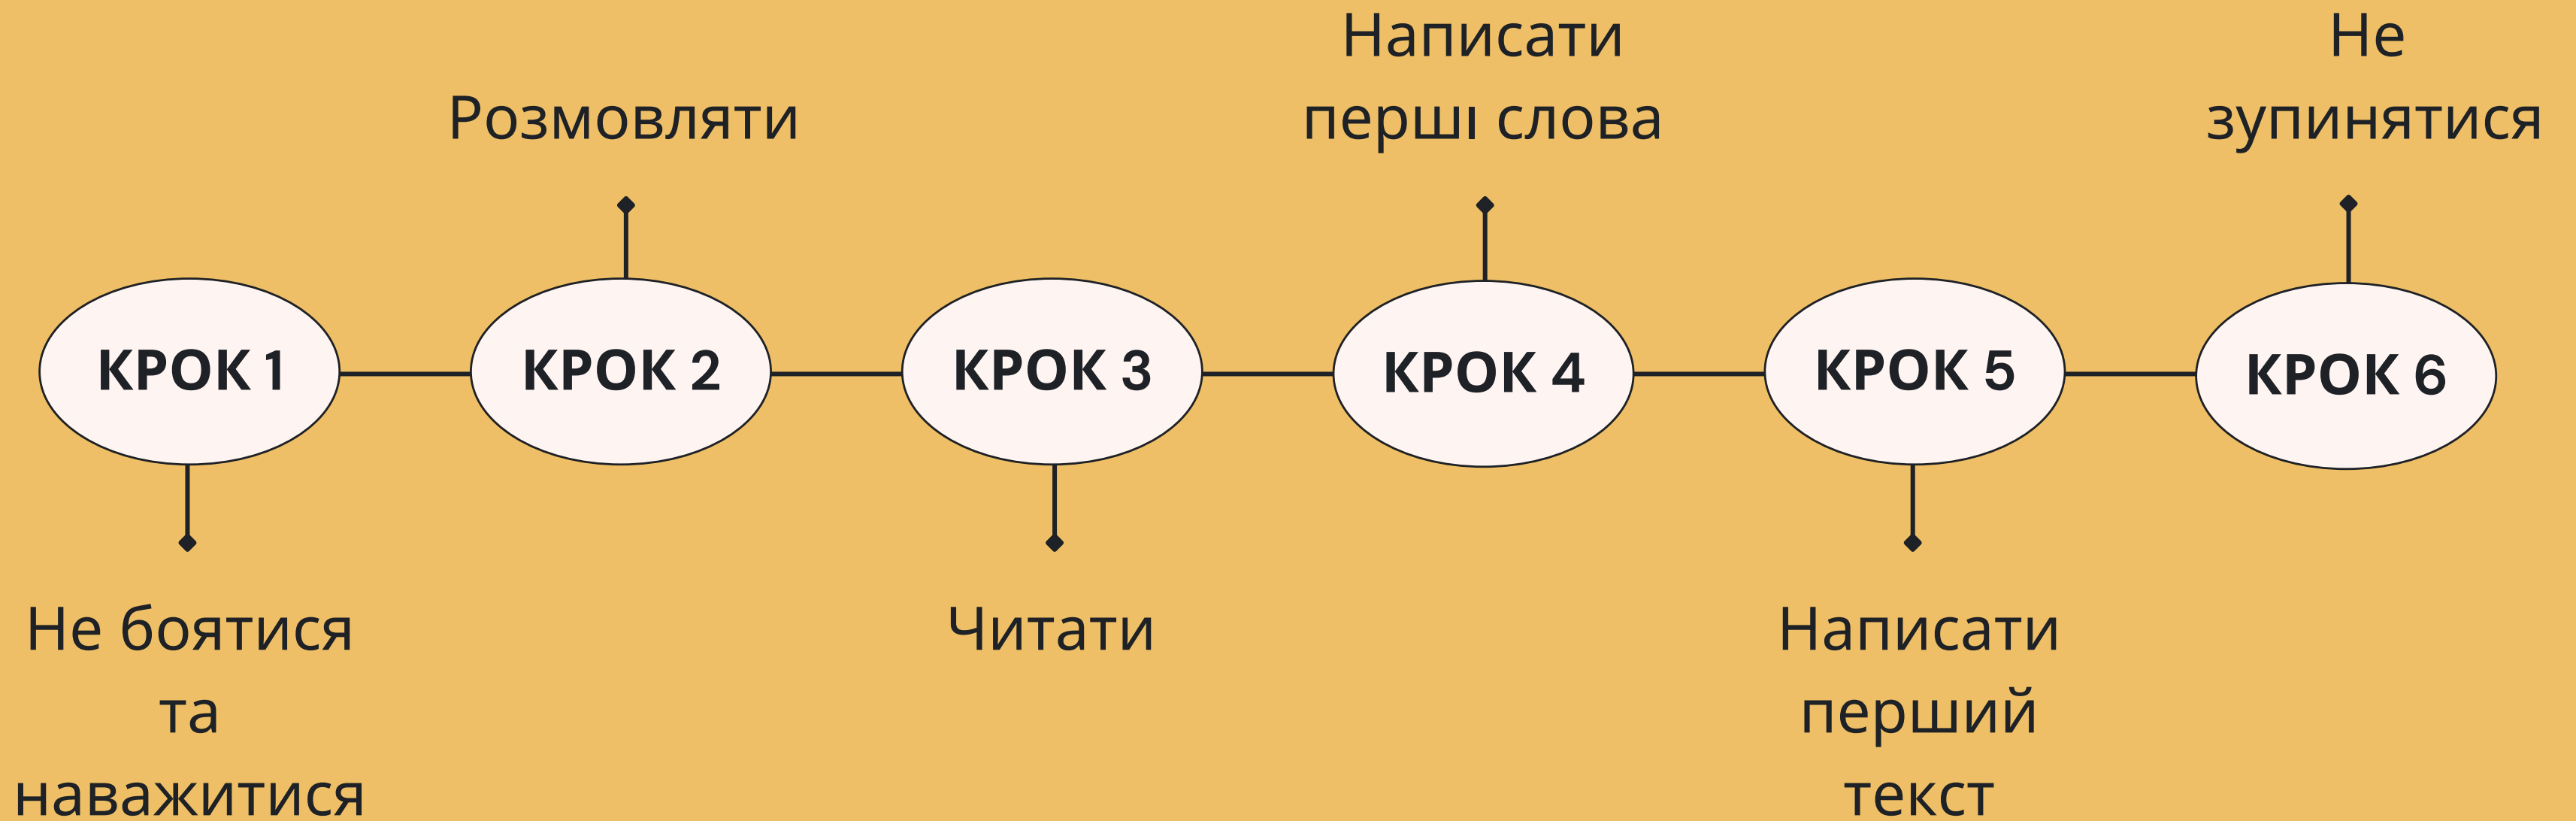 КРОК 1
Не боятися
та
наважитися
КРОК 2
Розмовляти
КРОК 3
Читати
КРОК 4
Написати
перші слова
КРОК 5
Написати
перший
текст
КРОК 6
Не
зупинятися